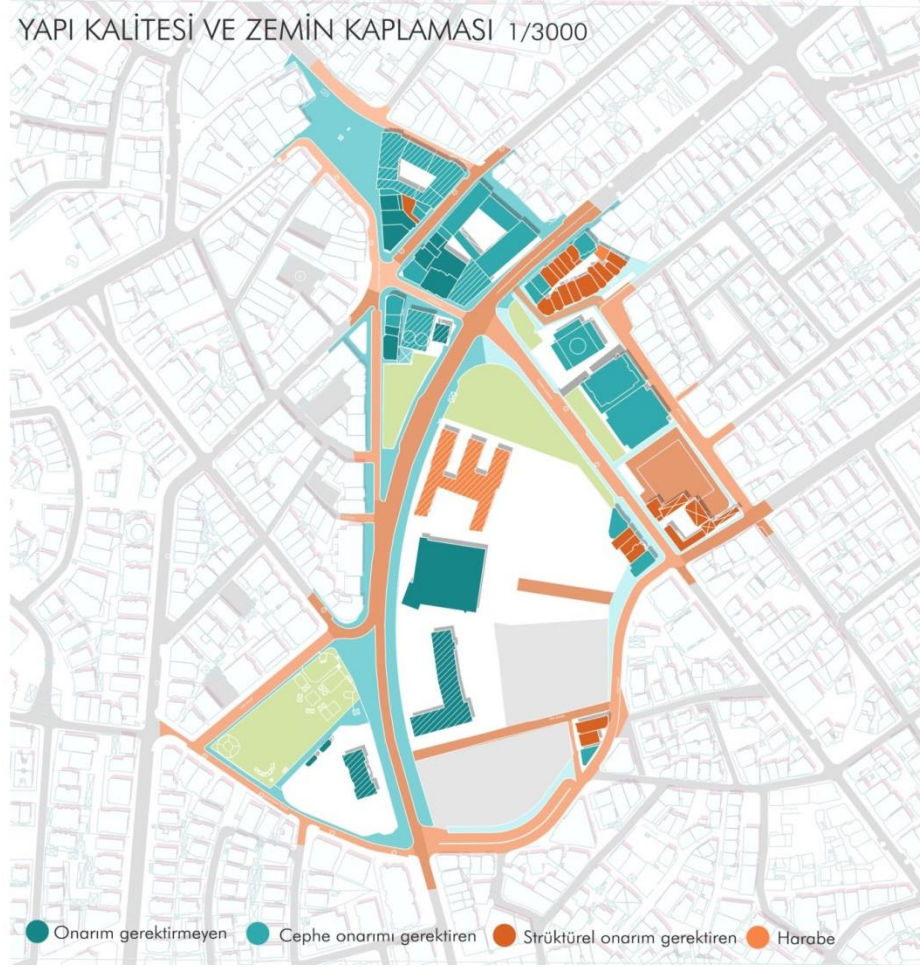 YAPI KALİTESİ VE ZEMİN KAPLAMASI 1/3000
Onarım gerektirmeyen
Cephe onarımı gerektiren
Strüktürel onarım gerektiren
Harabe